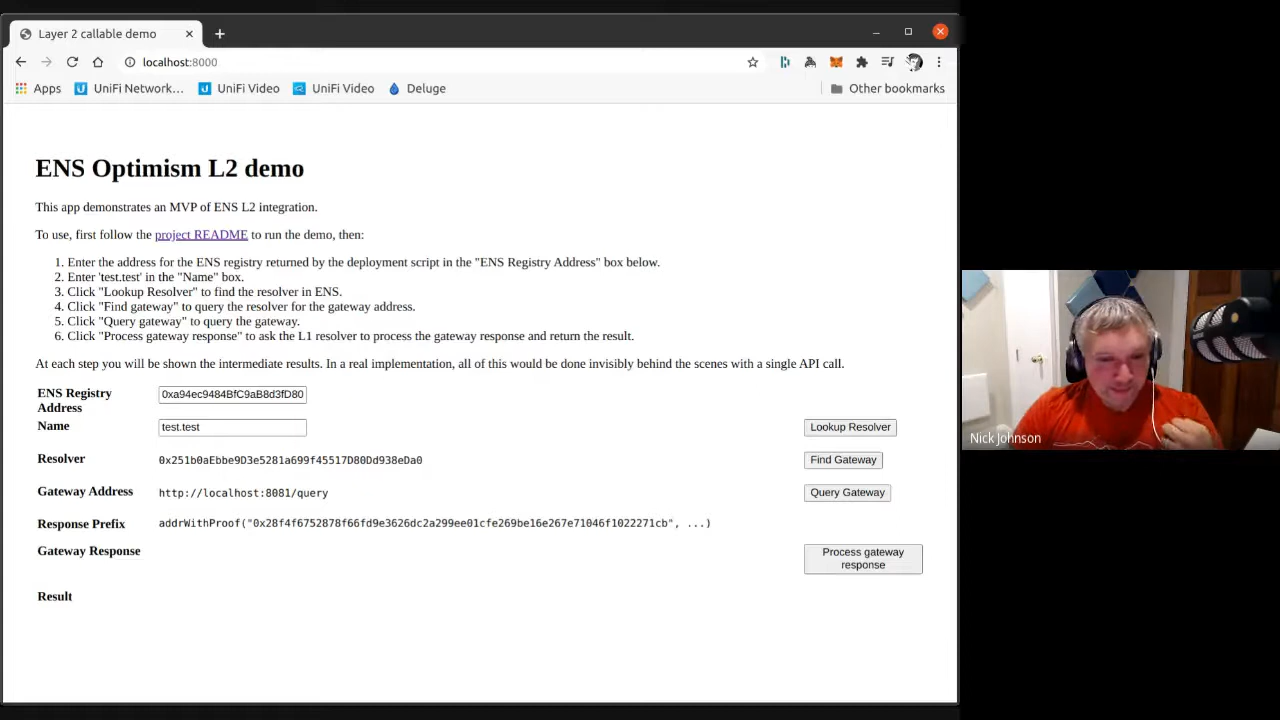 Layer 2 callable demo
localhost:8000
Apps
UniFi Network...
UniFi Video
UniFi Video
Deluge
Other bookmarks
ENS Optimism L2 demo
This app demonstrates an MVP of ENS L2 integration.
To use, first follow the project README to run the demo, then:
1. Enter the address for the ENS registry returned by the deployment script in the "ENS Registry Address" box below.
2. Enter 'test.test' in the "Name" box.
3. Click "Lookup Resolver" to find the resolver in ENS.
4. Click "Find gateway" to query the resolver for the gateway address.
5. Click "Query gateway" to query the gateway.
6. Click "Process gateway response" to ask the L1 resolver to process the gateway response and return the result.
At each step you will be shown the intermediate results. In a real implementation, all of this would be done invisibly behind the scenes with a single API call.
ENS Registry
Address
0xa94ec9484BfC9aB8d3fD80
Name
test.test
Lookup Resolver
Resolver
0x251b0aEbbe9D3e5281a699f45517D80Dd938eDa0
Find Gateway
Gateway Address
http://localhost:8081/query
Query Gateway
Response Prefix
addrWithProof("0x28f4f6752878f66fd9e3626dc2a299ee01cfe269be16e267e71046f1022271cb", ...)
Gateway Response
Process gateway
response
Result
Nick Johnson